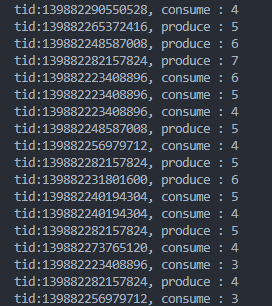 tid:139882290550528, consume : 4
tid:139882265372416, produce : 5
tid:139882248587008, produce : 6
tid:139882282157824, produce : 7
tid:139882223408896, consume : 6
tid:139882223408896, consume : 5
tid:139882223408896, consume : 4
tid:139882248587008, produce : 5
tid:139882256979712, consume : 4
tid:139882282157824, produce : 5
tid:139882231801600, produce : 6
tid:139882240194304, consume : 5
tid:139882240194304, consume : 4
tid:139882282157824, produce : 5
tid:139882273765120, consume : 4
tid:139882223408896, consume : 3
tid:139882282157824, produce : 4
tid:139882256979712, consume : 3